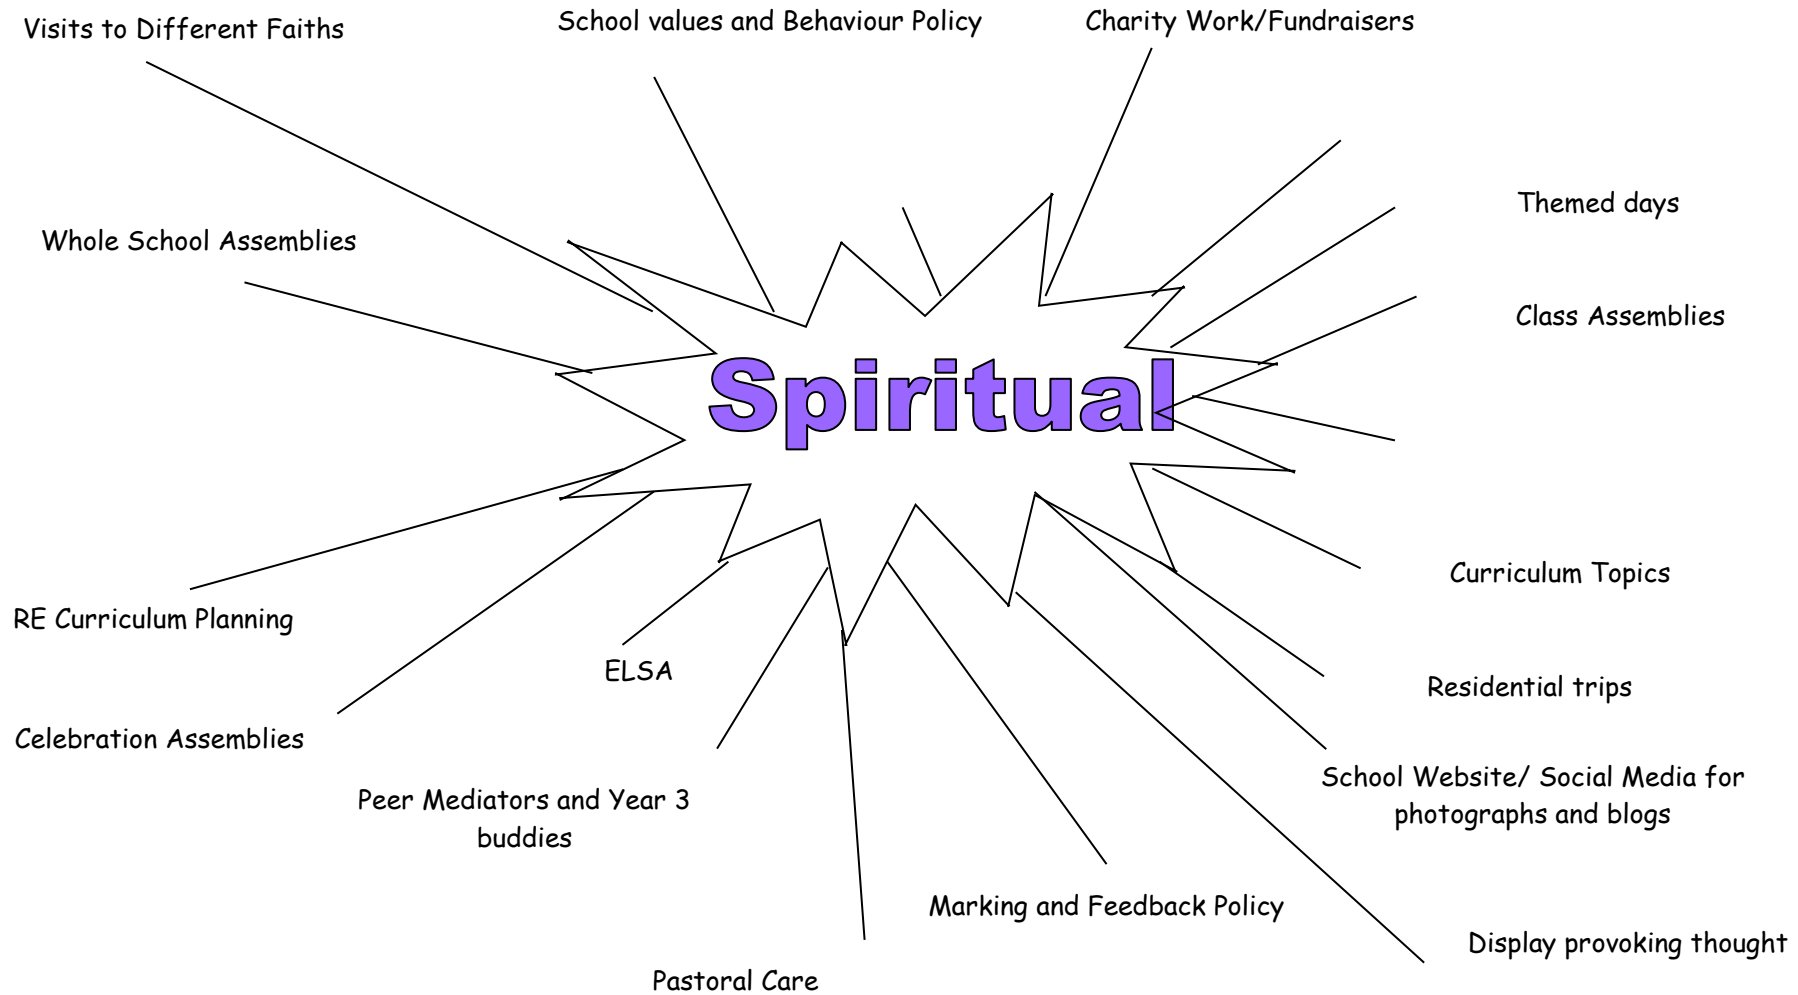 Visits to Different Faiths
School values and Behaviour Policy
Charity Work/Fundraisers
Themed days
Whole School Assemblies
Class Assemblies
Spiritual
Curriculum Topics
RE Curriculum Planning
ELSA
Residential trips
Celebration Assemblies
School Website/ Social Media for
photographs and blogs
Peer Mediators and Year 3
buddies
Marking and Feedback Policy
Display provoking thought
Pastoral Care